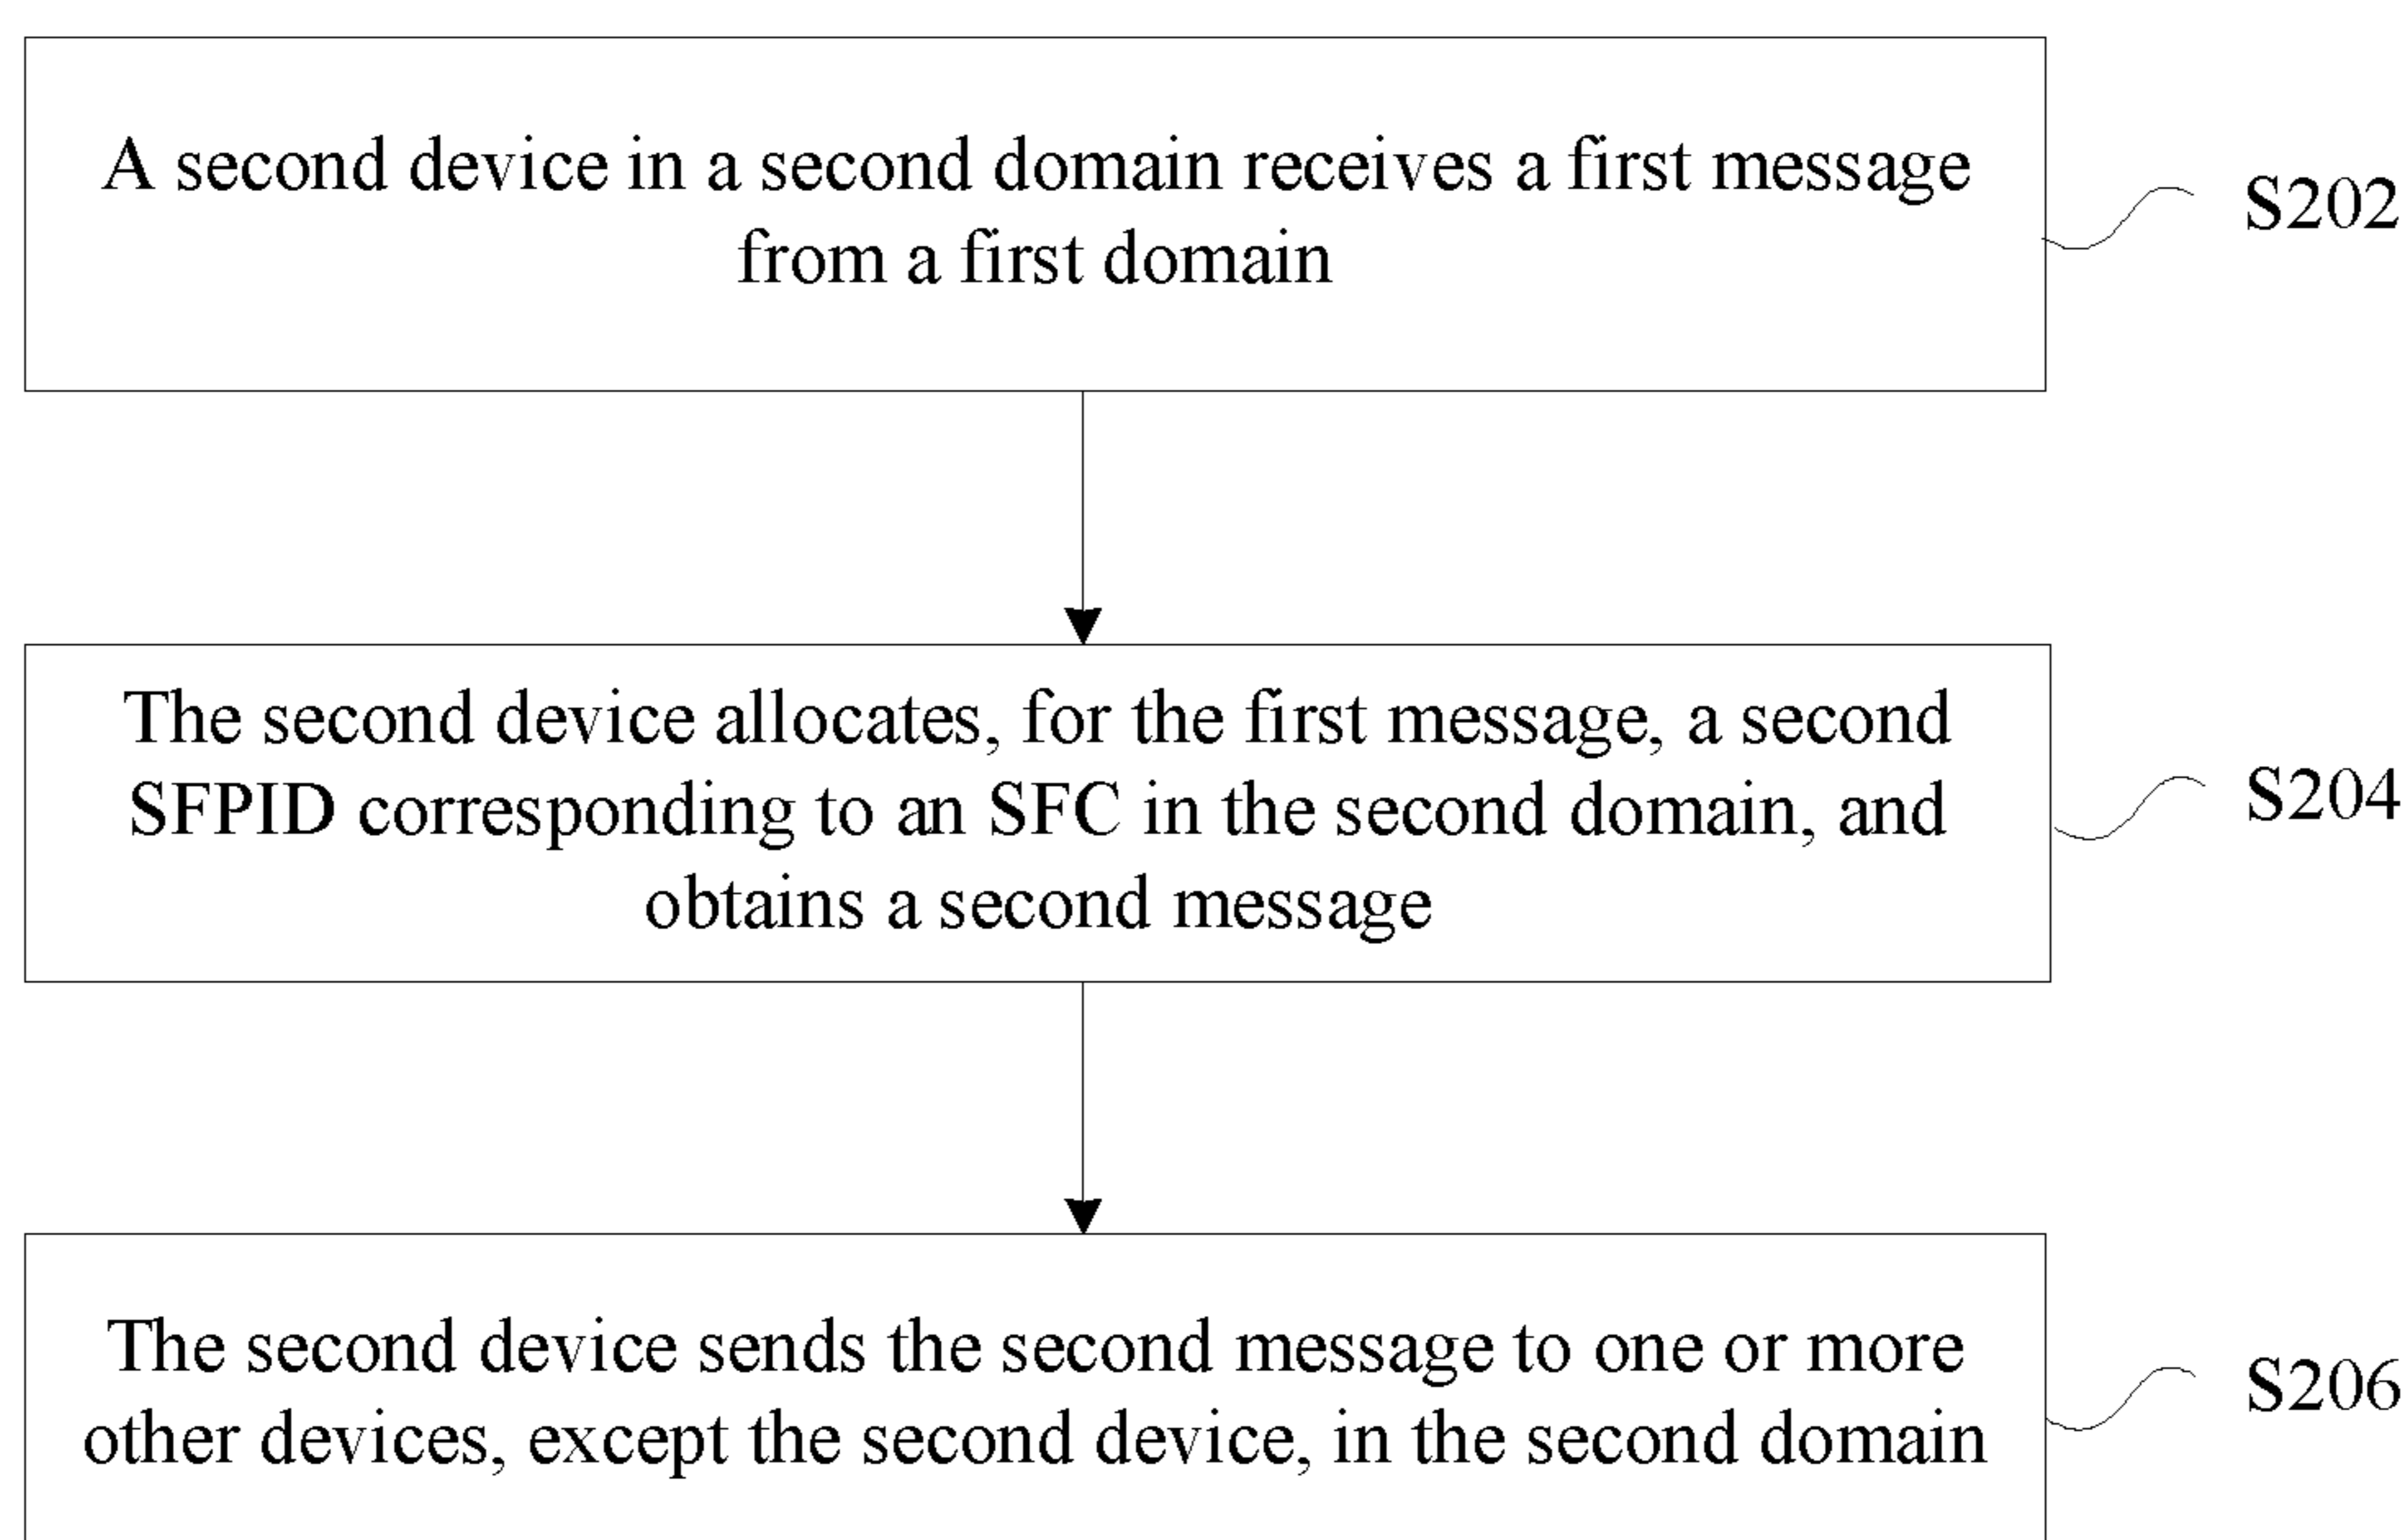 A second device in a second domain receives a first message
from a first domain
S202
The second device allocates, for the first message, a second
SFPID corresponding to an SFC in the second domain, and
obtains a second message
S204
The second device sends the second message to one or more
other devices, except the second device, in the second domain
S206